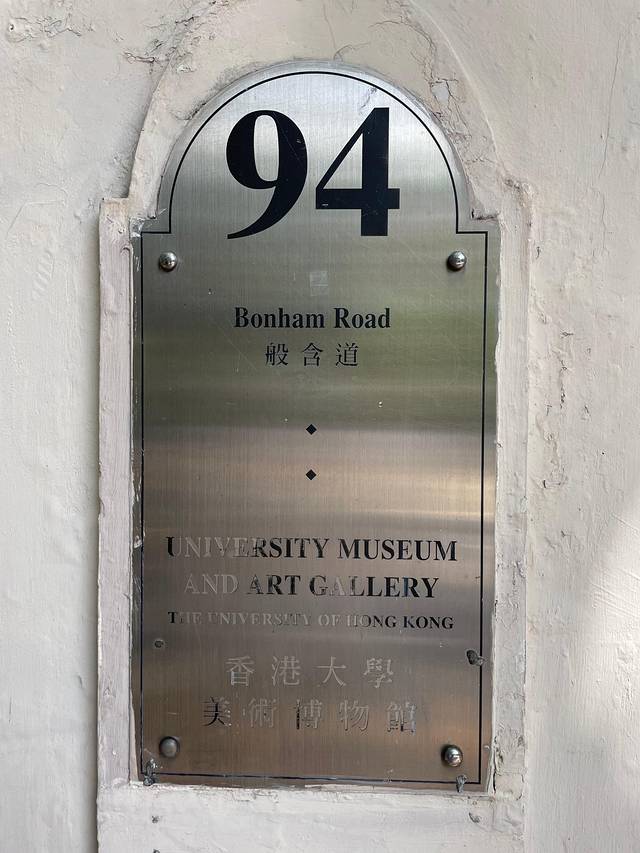 94
Bonham Road
般含道
UNIVERSITY MUSEUM
AND ART GALLERY
THE UNIVERSITY OF HONG KONG
香港大學
美術博物館